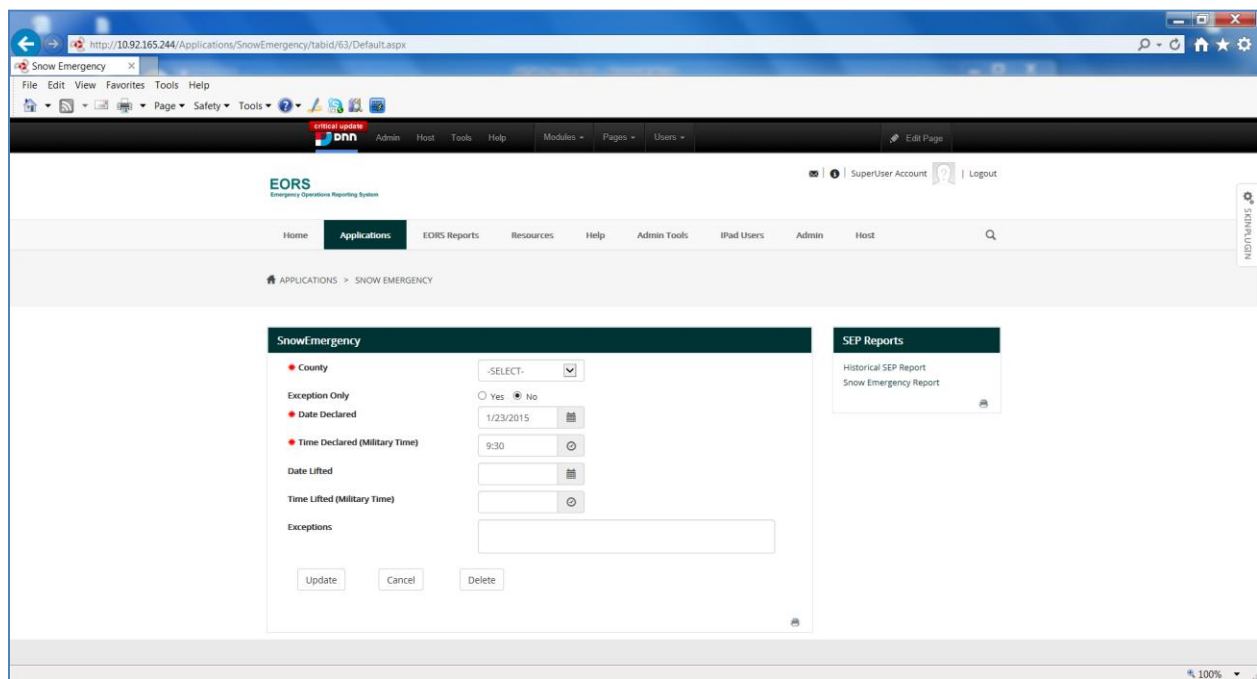 http://10.92.165.244/Applications/SnowEmergency/tabid/63/Default.aspx
Snow Emergency
File Edit View Favorites Tools Help
Page Safety Tools
critical update
DNN Admin Host Tools Help Modules Pages Users Edit Page
SuperUser Account | Logout
EORS
Emergency Operations Reporting System
Home Applications EORS Reports Resources Help Admin Tools IPad Users Admin Host
SKINPLUGIN
APPLICATIONS > SNOW EMERGENCY
SnowEmergency
County -SELECT-
Exception Only Yes No
Date Declared 1/23/2015
Time Declared (Military Time) 9:30
Date Lifted
Time Lifted (Military Time)
Exceptions
Update Cancel Delete
SEP Reports
Historical SEP Report
Snow Emergency Report
100%